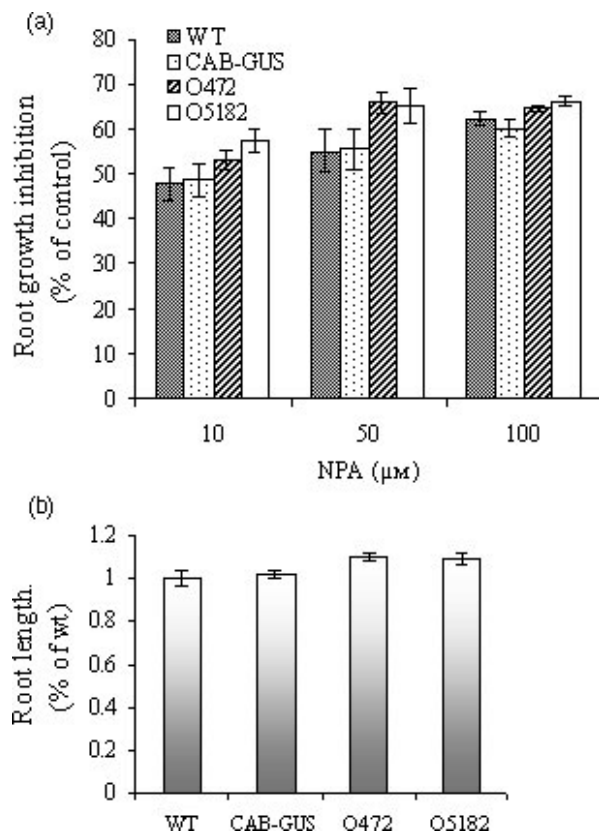 (a)
80
70
60
50
40
30
20
10
0
Root growth inhibition
(% of control)
WT
CAB-GUS
O472
O5182
10 50 100
NPA (μM)
(b)
1.2
1
0.8
0.6
0.4
0.2
0
Root length.
(% of wt)
WT CAB-GUS O472 O5182